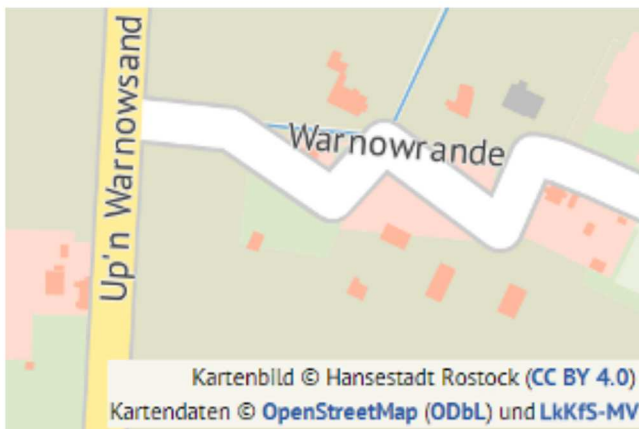 Up'n Warnowsand
Warnowrande
Kartenbild © Hansestadt Rostock (CC BY 4.0)
Kartendaten © OpenStreetMap (ODbL) und LkKfS-MV